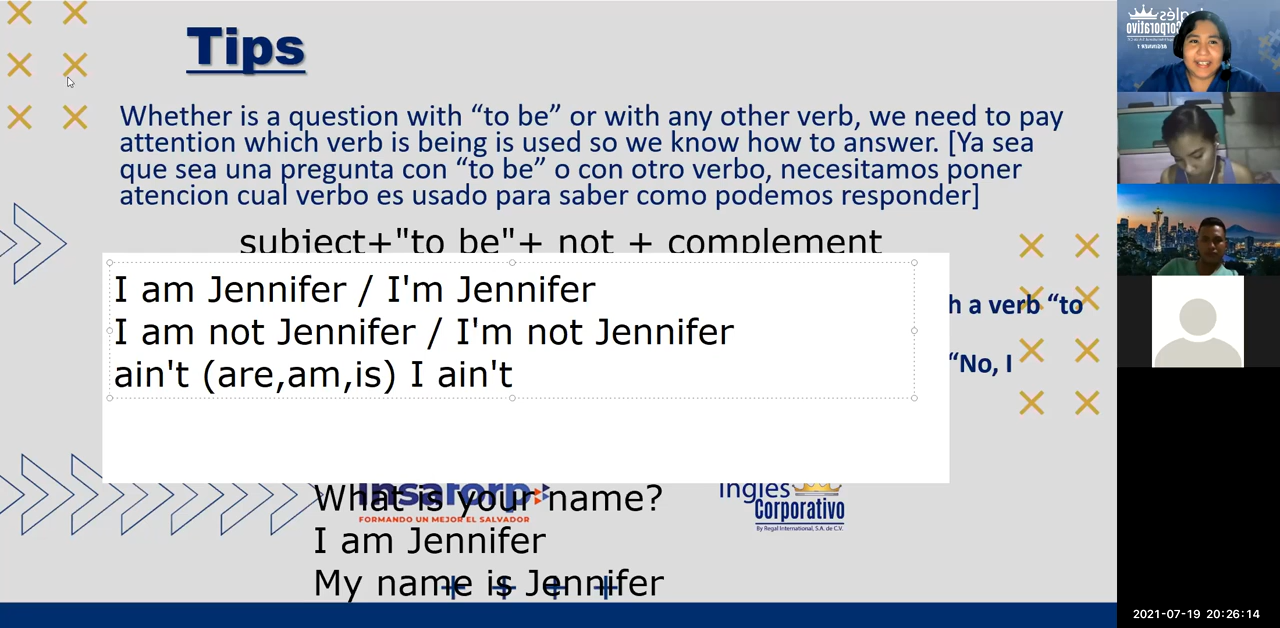 Tips
Whether is a question with “to be” or with any other verb, we need to pay
attention which verb is being is used so we know how to answer. [Ya sea
que sea una pregunta con “to be” o con otro verbo, necesitamos poner
atencion cual verbo es usado para saber como podemos responder]
subject+"to be"+ not + complement
I am Jennifer / I'm Jennifer
I am not Jennifer / I'm not Jennifer
ain't (are,am,is) I ain't
h a verb “to
“No, I
What is your name?
I am Jennifer
My name is Jennifer
insaforp
FORMANDO UN MEJOR EL SALVADOR
Inglés
Corporativo
By Regal International, S.A. de C.V.
Inglés
Corporativo
BEGINNER 1
2021-07-19 20:26:14